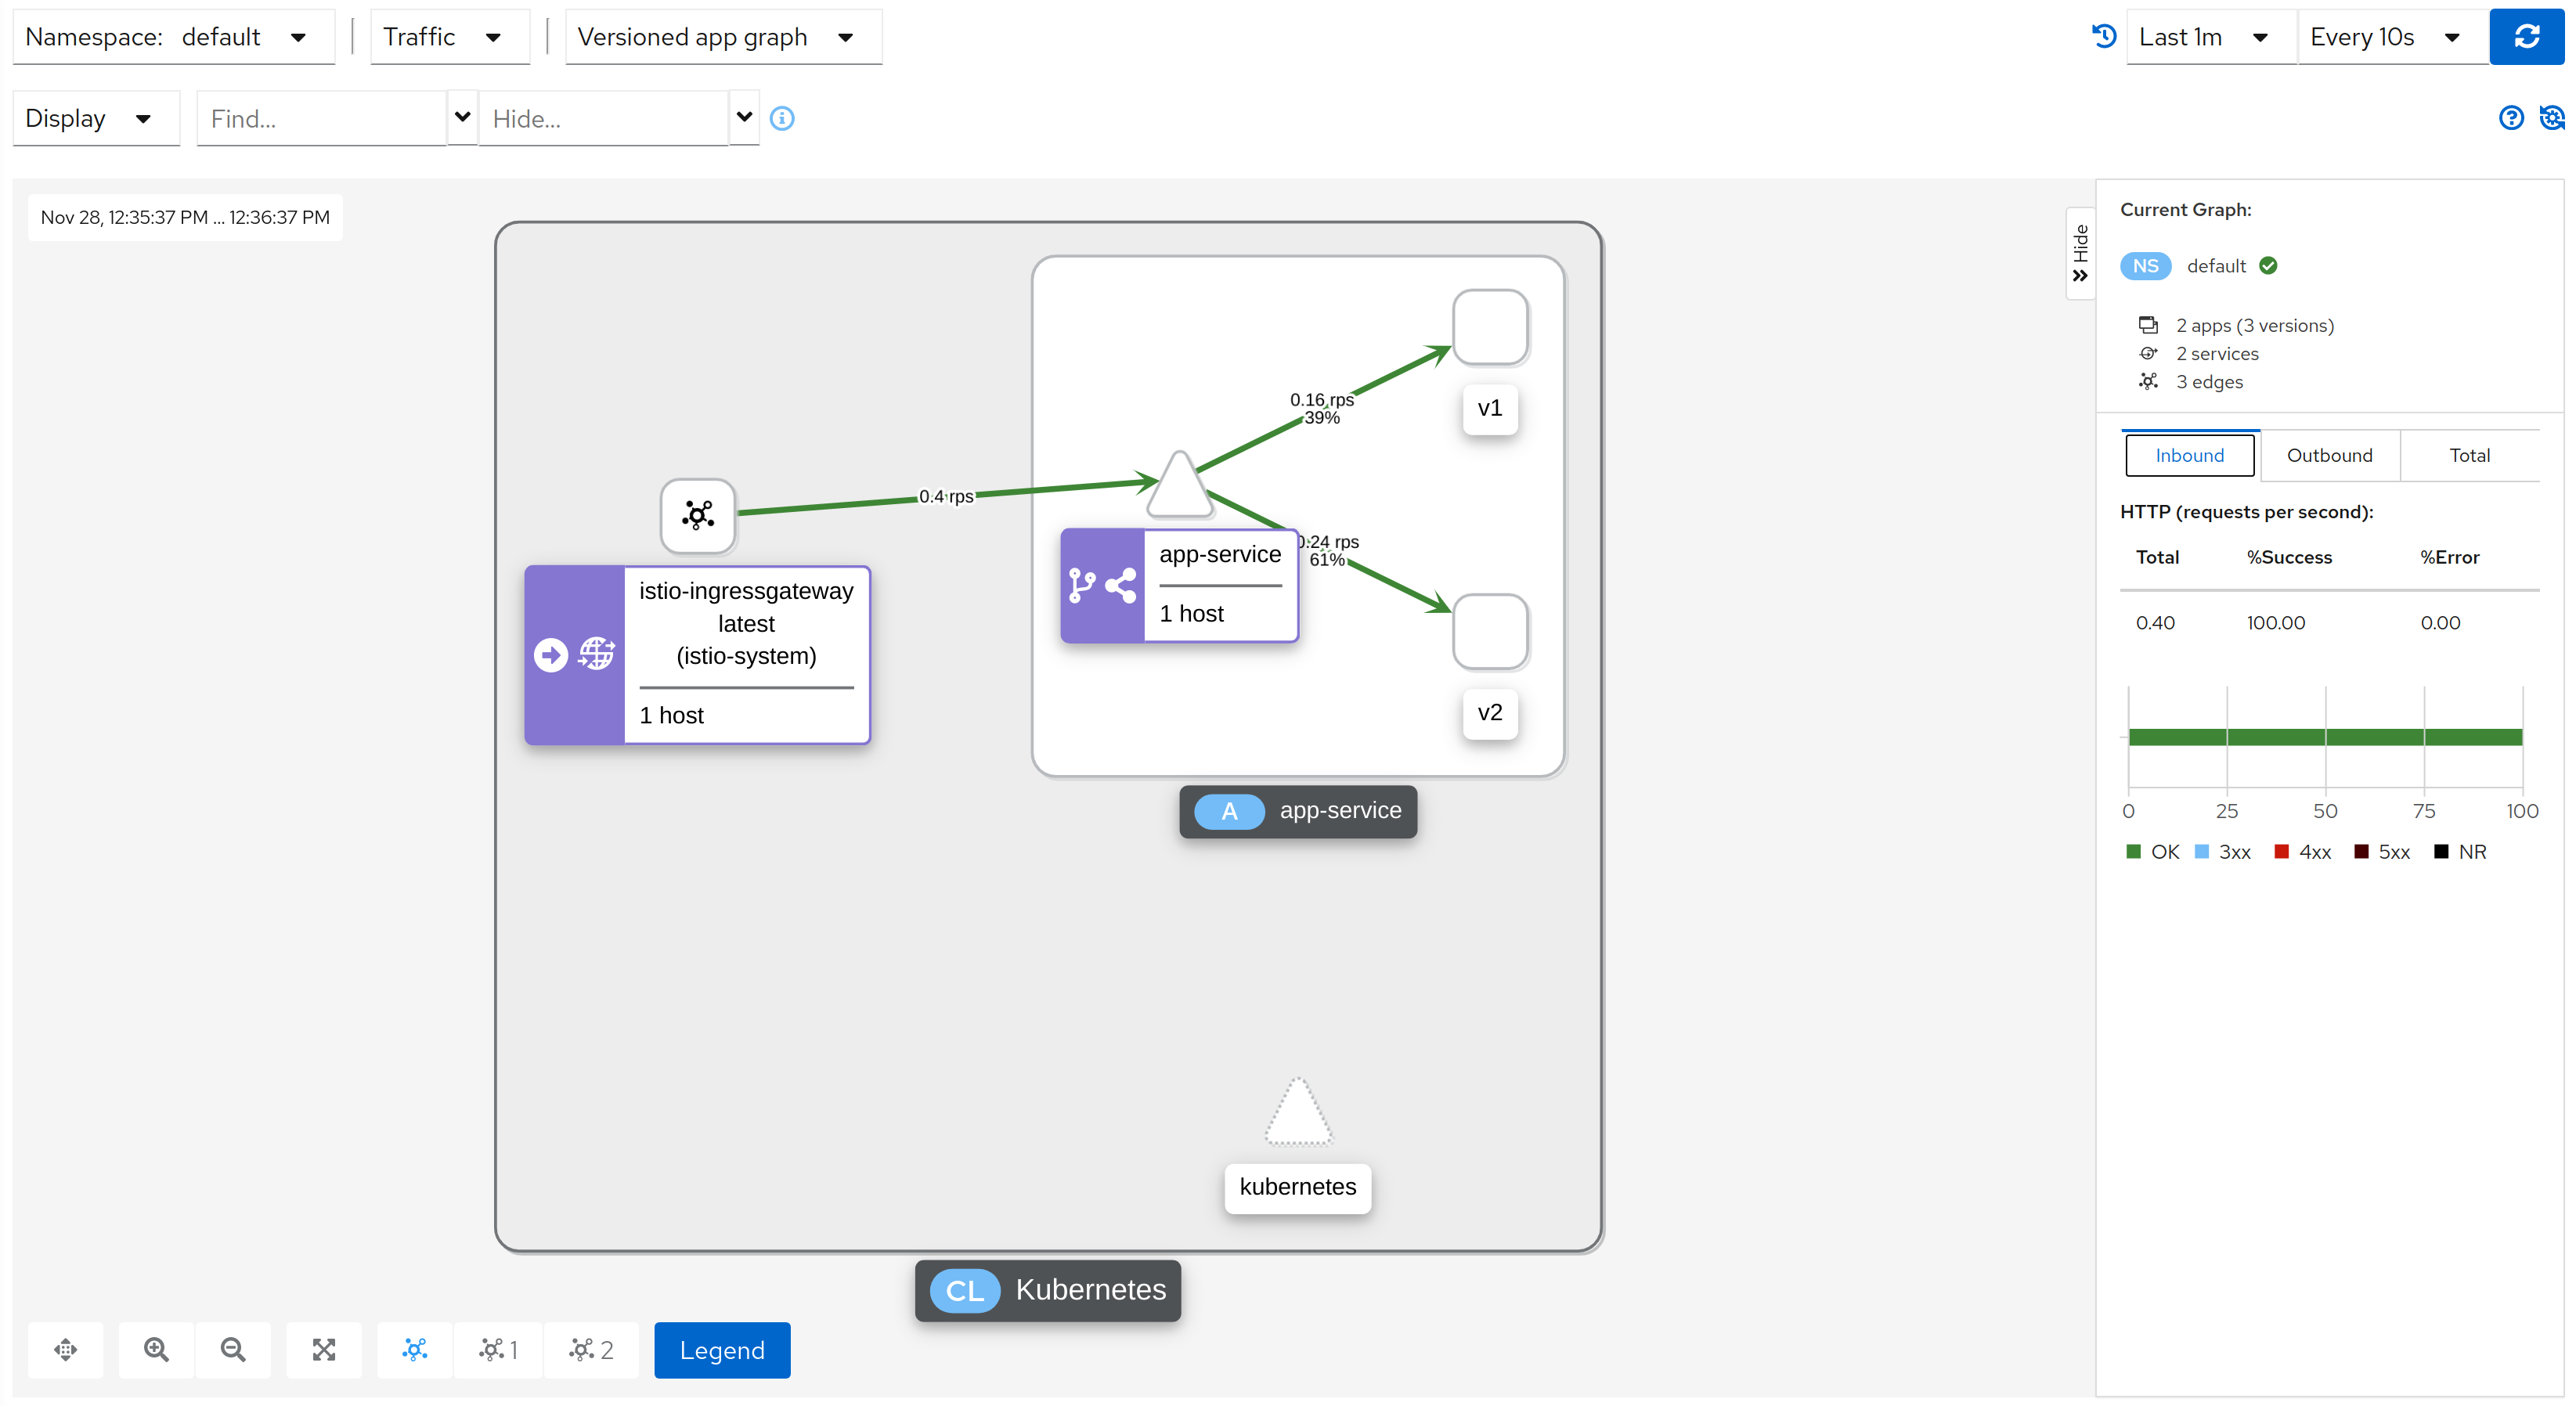 Namespace: default
Traffic
Versioned app graph
Last 1m
Every 10s
Display
Find...
Hide...
Nov 28, 12:35:37 PM ... 12:36:37 PM
Hide
Current Graph:
NS default
2 apps (3 versions)
2 services
3 edges
Inbound
Outbound
Total
HTTP (requests per second):
Total %Success %Error
0.40 100.00 0.00
0 25 50 75 100
OK 3xx 4xx 5xx NR
v1
0.16 rps
39%
0.4 rps
istio-ingressgateway
latest
(istio-system)
1 host
app-service
1 host
0.24 rps
61%
v2
A app-service
kubernetes
CL Kubernetes
1
2
Legend